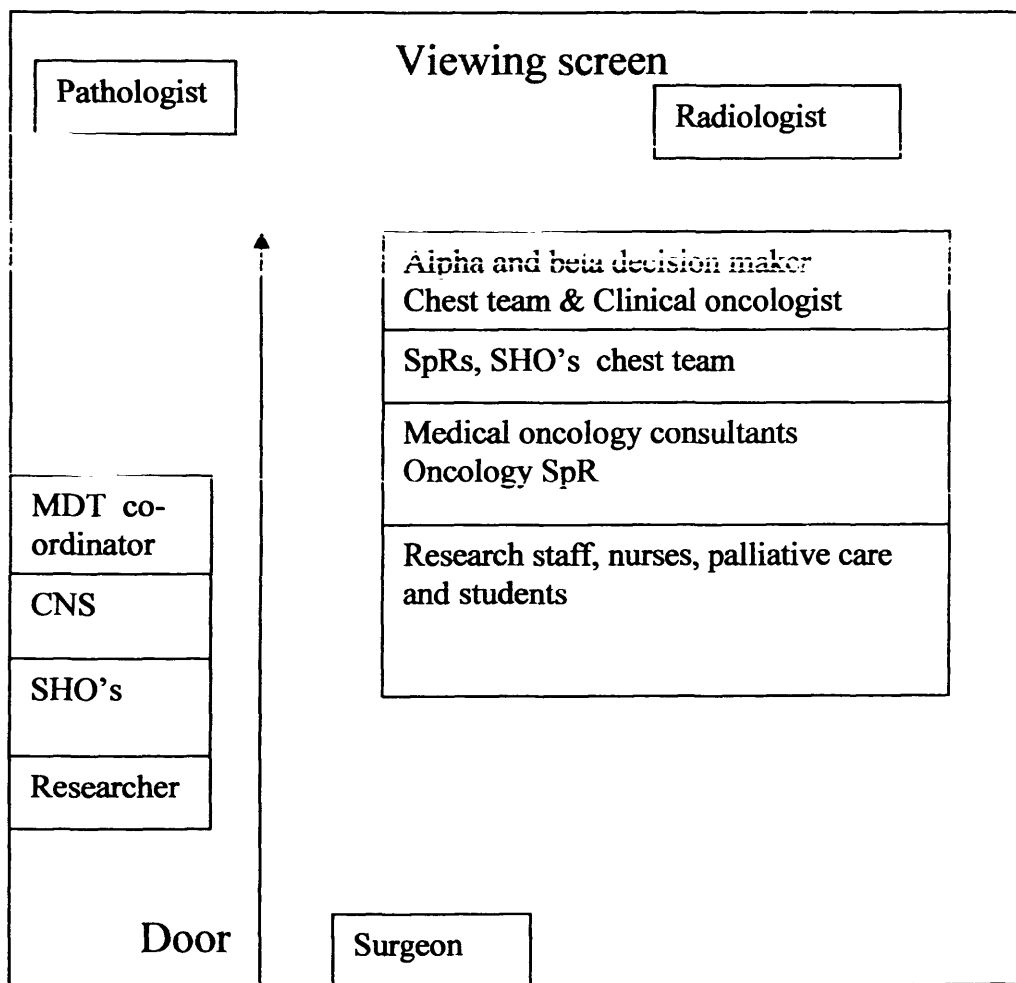 Viewing screen
Pathologist
Radiologist
Alpha and beta decision maker
Chest team & Clinical oncologist
SpRs, SHO's chest team
Medical oncology consultants
Oncology SpR
Research staff, nurses, palliative care
and students
MDT co-
ordinator
CNS
SHO's
Researcher
Door
Surgeon